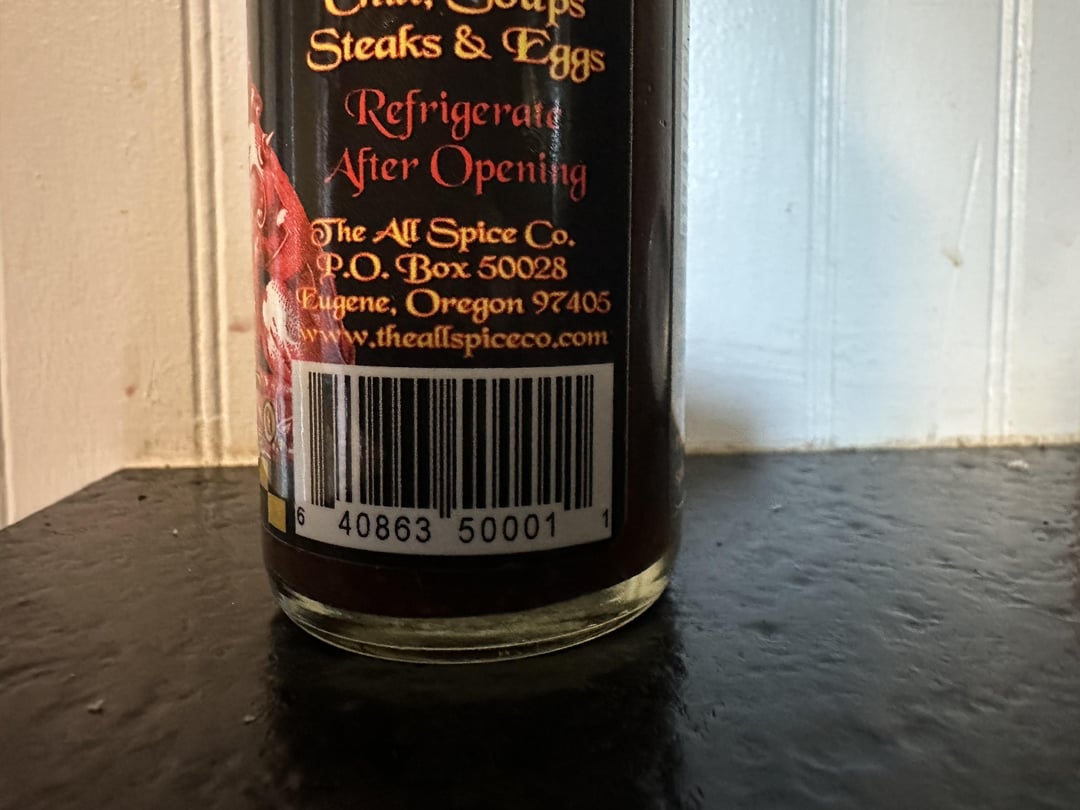 Soups
Steaks & Eggs
Refrigerate
After Opening
The All Spice Co.
P.O. Box 50028
Eugene, Oregon 97405
www.theallspiceco.com
6 40863 50001 1